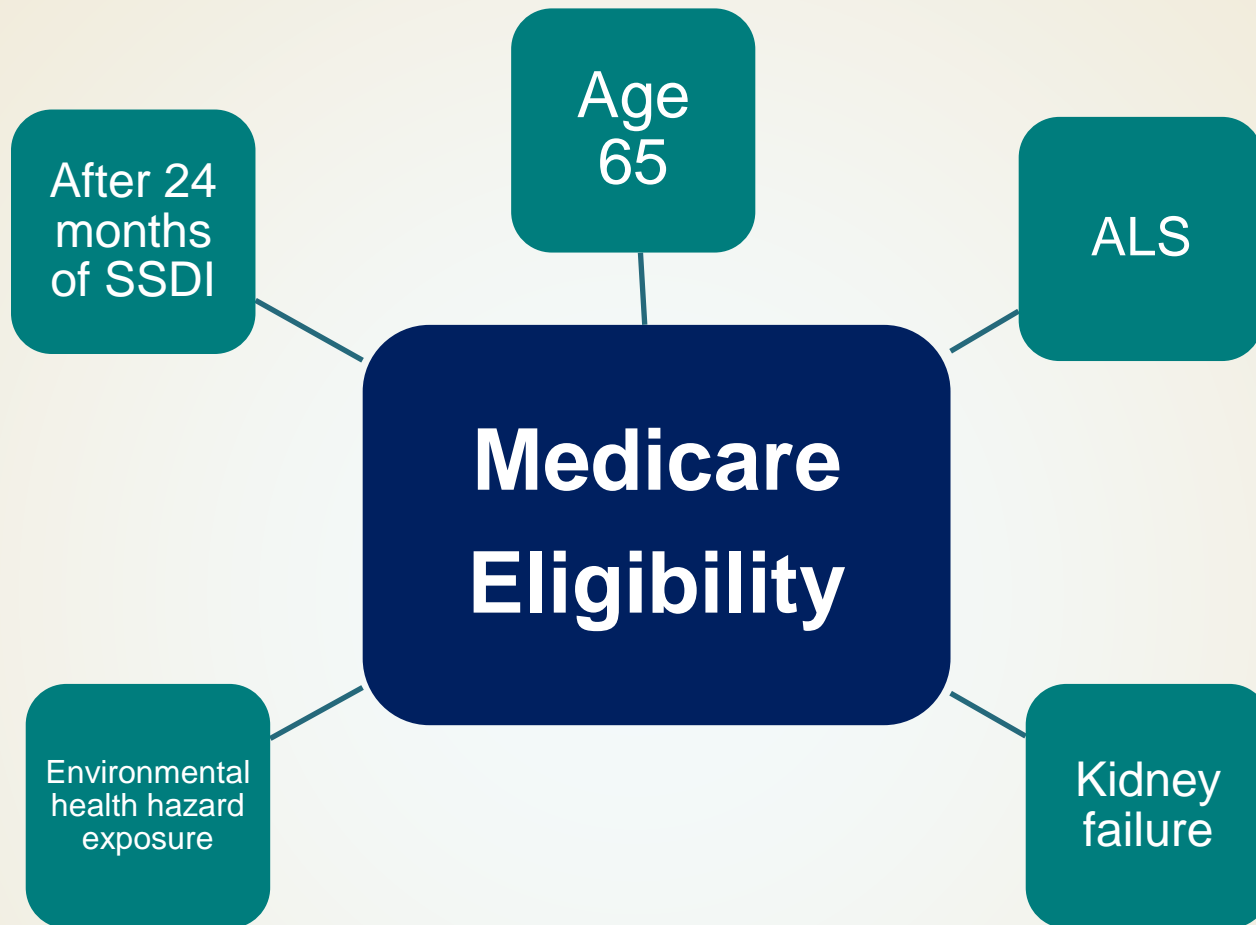 Age
65
After 24
months
of SSDI
ALS
Medicare
Eligibility
Environmental
health hazard
exposure
Kidney
failure